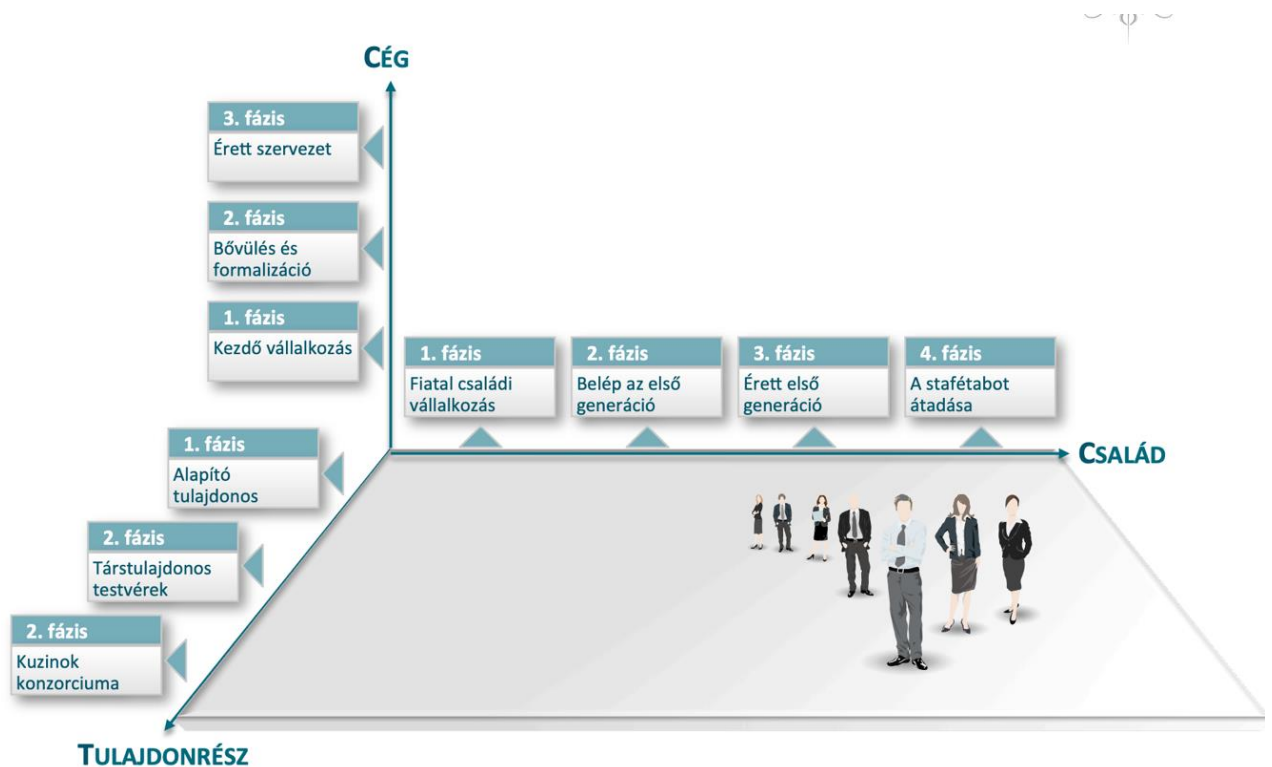 CÉG
3. fázis
Érett szervezet
2. fázis
Bővülés és
formalizáció
1. fázis
Kezdő vállalkozás
1. fázis
Fiatal családi
vállalkozás
2. fázis
Belép az első
generáció
3. fázis
Érett első
generáció
4. fázis
A stafétabot
átadása
CSALÁD
1. fázis
Alapító
tulajdonos
2. fázis
Társtulajdonos
testvérek
2. fázis
Kuzinok
konzorciuma
TULAJDONRÉSZ